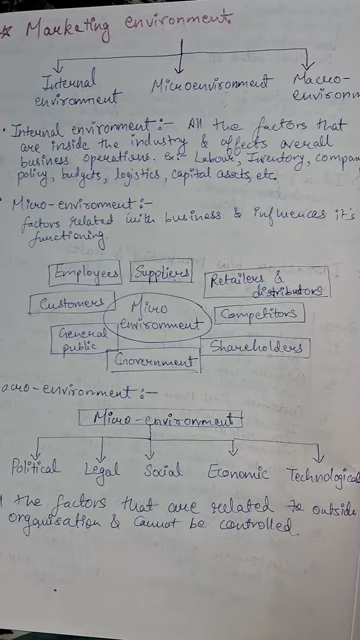 * Marketing environment
Internal environment
Microenvironment
Macro-environm
• Internal environment :- All the factors that
are inside the industry & affects overall
business operations. ex:- Labour, Inventory, compan
policy, budgets, logistics, capital assets, etc.
• Micro-environment :-
factors related with business & influences it's
functioning
Employees
Suppliers
Retailers & distributors
Customers
Micro environment
Competitors
General public
Shareholders
Government
acro-environment :-
Micro-environment
Political Legal Social Economic Technological
the factors that are related to outside
organisation & cannot be controlled